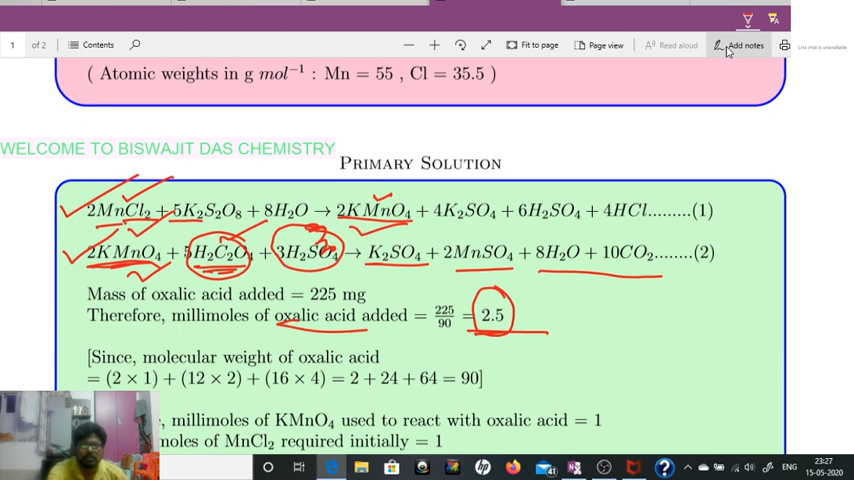 1 of 2 Contents Fit to page Page view Read aloud Add notes
Live chat is unavailable
( Atomic weights in g mol⁻¹ : Mn = 55 , Cl = 35.5 )
WELCOME TO BISWAJIT DAS CHEMISTRY
PRIMARY SOLUTION
2MnCl₂ + 5K₂S₂O₈ + 8H₂O → 2KMnO₄ + 4K₂SO₄ + 6H₂SO₄ + 4HCl.........(1)
2KMnO₄ + 5H₂C₂O₄ + 3H₂SO₄ → K₂SO₄ + 2MnSO₄ + 8H₂O + 10CO₂........(2)
Mass of oxalic acid added = 225 mg
Therefore, millimoles of oxalic acid added = 225/90 = 2.5
[Since, molecular weight of oxalic acid
= (2 × 1) + (12 × 2) + (16 × 4) = 2 + 24 + 64 = 90]
, millimoles of KMnO₄ used to react with oxalic acid = 1
moles of MnCl₂ required initially = 1
41
ENG
23:27
15-05-2020